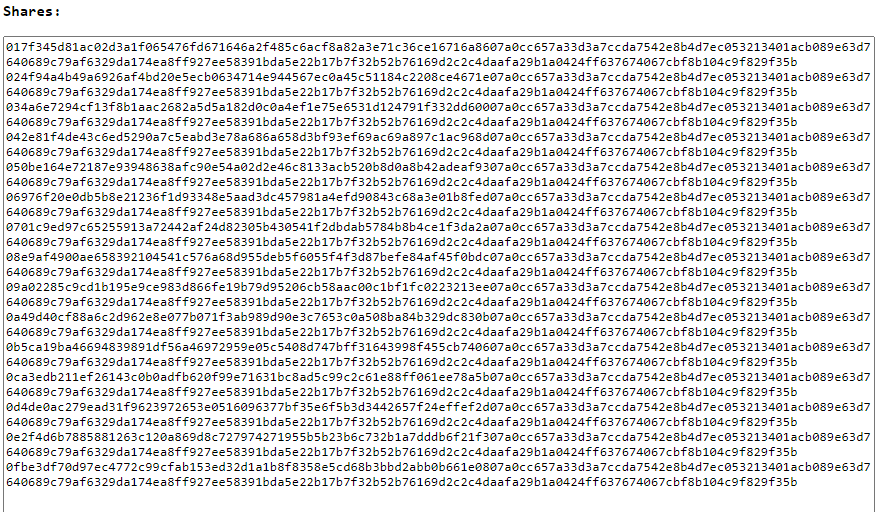 Shares:
017f345d81ac02d3a1f065476fd671646a2f485c6acf8a82a3e71c36ce16716a8607a0cc657a33d3a7ccda7542e8b4d7ec053213401acb089e63d7
640689c79af6329da174ea8ff927ee58391bda5e22b17b7f32b52b76169d2c2c4daafa29b1a0424ff637674067cbf8b104c9f829f35b
024f94a4b49a6926af4bd20e5ecb0634714e944567ec0a45c51184c2208ce4671e07a0cc657a33d3a7ccda7542e8b4d7ec053213401acb089e63d7
640689c79af6329da174ea8ff927ee58391bda5e22b17b7f32b52b76169d2c2c4daafa29b1a0424ff637674067cbf8b104c9f829f35b
034a6e7294cf13f8b1aac2682a5d5a182d0c0a4ef1e75e6531d124791f332dd60007a0cc657a33d3a7ccda7542e8b4d7ec053213401acb089e63d7
640689c79af6329da174ea8ff927ee58391bda5e22b17b7f32b52b76169d2c2c4daafa29b1a0424ff637674067cbf8b104c9f829f35b
042e81f4de43c6ed5290a7c5eabd3e78a686a658d3bf93ef69ac69a897c1ac968d07a0cc657a33d3a7ccda7542e8b4d7ec053213401acb089e63d7
640689c79af6329da174ea8ff927ee58391bda5e22b17b7f32b52b76169d2c2c4daafa29b1a0424ff637674067cbf8b104c9f829f35b
050be164e72187e93948638afc90e54a02d2e46c8133acb520b8d0a8b42adeaf9307a0cc657a33d3a7ccda7542e8b4d7ec053213401acb089e63d7
640689c79af6329da174ea8ff927ee58391bda5e22b17b7f32b52b76169d2c2c4daafa29b1a0424ff637674067cbf8b104c9f829f35b
06976f20e0db5b8e21236f1d93348e5aad3dc457981a4efd90843c68a3e01b8fed07a0cc657a33d3a7ccda7542e8b4d7ec053213401acb089e63d7
640689c79af6329da174ea8ff927ee58391bda5e22b17b7f32b52b76169d2c2c4daafa29b1a0424ff637674067cbf8b104c9f829f35b
0701c9ed97c65255913a72442af24d82305b430541f2dbdab5784b8b4ce1f3da2a07a0cc657a33d3a7ccda7542e8b4d7ec053213401acb089e63d7
640689c79af6329da174ea8ff927ee58391bda5e22b17b7f32b52b76169d2c2c4daafa29b1a0424ff637674067cbf8b104c9f829f35b
08e9af4900ae658392104541c576a68d955deb5f6055f4f3d87befe84af45f0bdc07a0cc657a33d3a7ccda7542e8b4d7ec053213401acb089e63d7
640689c79af6329da174ea8ff927ee58391bda5e22b17b7f32b52b76169d2c2c4daafa29b1a0424ff637674067cbf8b104c9f829f35b
09a02285c9cd1b195e9ce983d866fe19b79d95206cb58aac00c1bf1fc0223213ee07a0cc657a33d3a7ccda7542e8b4d7ec053213401acb089e63d7
640689c79af6329da174ea8ff927ee58391bda5e22b17b7f32b52b76169d2c2c4daafa29b1a0424ff637674067cbf8b104c9f829f35b
0a49d40cf88a6c2d962e8e077b071f3ab989d90e3c7653c0a508ba84b329dc830b07a0cc657a33d3a7ccda7542e8b4d7ec053213401acb089e63d7
640689c79af6329da174ea8ff927ee58391bda5e22b17b7f32b52b76169d2c2c4daafa29b1a0424ff637674067cbf8b104c9f829f35b
0b5ca19ba46694839891df56a46972959e05c5408d747bff31643998f455cb740607a0cc657a33d3a7ccda7542e8b4d7ec053213401acb089e63d7
640689c79af6329da174ea8ff927ee58391bda5e22b17b7f32b52b76169d2c2c4daafa29b1a0424ff637674067cbf8b104c9f829f35b
0ca3edb211ef26143c0b0adfb620f99e71631bc8ad5c99c2c61e88ff061ee78a5b07a0cc657a33d3a7ccda7542e8b4d7ec053213401acb089e63d7
640689c79af6329da174ea8ff927ee58391bda5e22b17b7f32b52b76169d2c2c4daafa29b1a0424ff637674067cbf8b104c9f829f35b
0d4de0ac279ead31f9623972653e0516096377bf35e6f5b3d3442657f24effef2d07a0cc657a33d3a7ccda7542e8b4d7ec053213401acb089e63d7
640689c79af6329da174ea8ff927ee58391bda5e22b17b7f32b52b76169d2c2c4daafa29b1a0424ff637674067cbf8b104c9f829f35b
0e2f4d6b7885881263c120a869d8c727974271955b5b23b6c732b1a7dddb6f21f307a0cc657a33d3a7ccda7542e8b4d7ec053213401acb089e63d7
640689c79af6329da174ea8ff927ee58391bda5e22b17b7f32b52b76169d2c2c4daafa29b1a0424ff637674067cbf8b104c9f829f35b
0fbe3df70d97ec4772c99cfab153ed32d1a1b8f8358e5cd68b3bbd2abb0b661e0807a0cc657a33d3a7ccda7542e8b4d7ec053213401acb089e63d7
640689c79af6329da174ea8ff927ee58391bda5e22b17b7f32b52b76169d2c2c4daafa29b1a0424ff637674067cbf8b104c9f829f35b